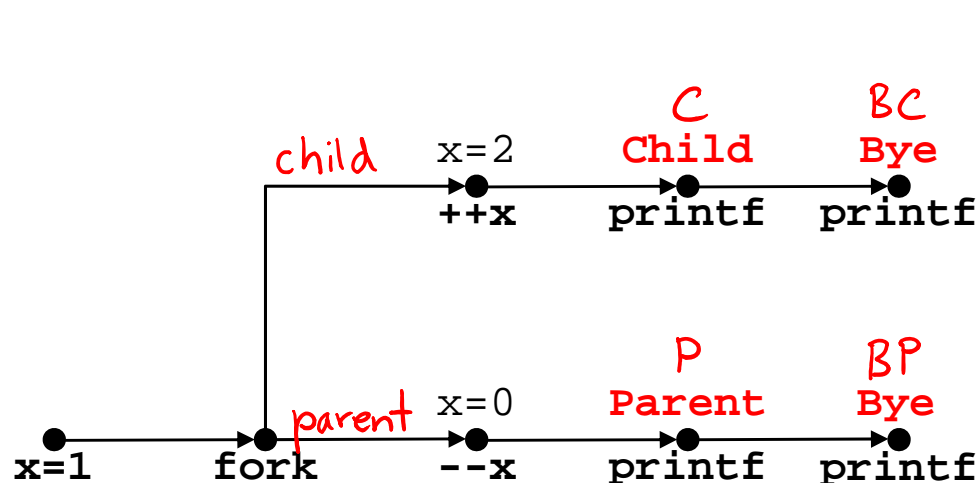 C BC
child x=2 Child Bye
++x printf printf
P BP
parent x=0 Parent Bye
x=1 fork --x printf printf